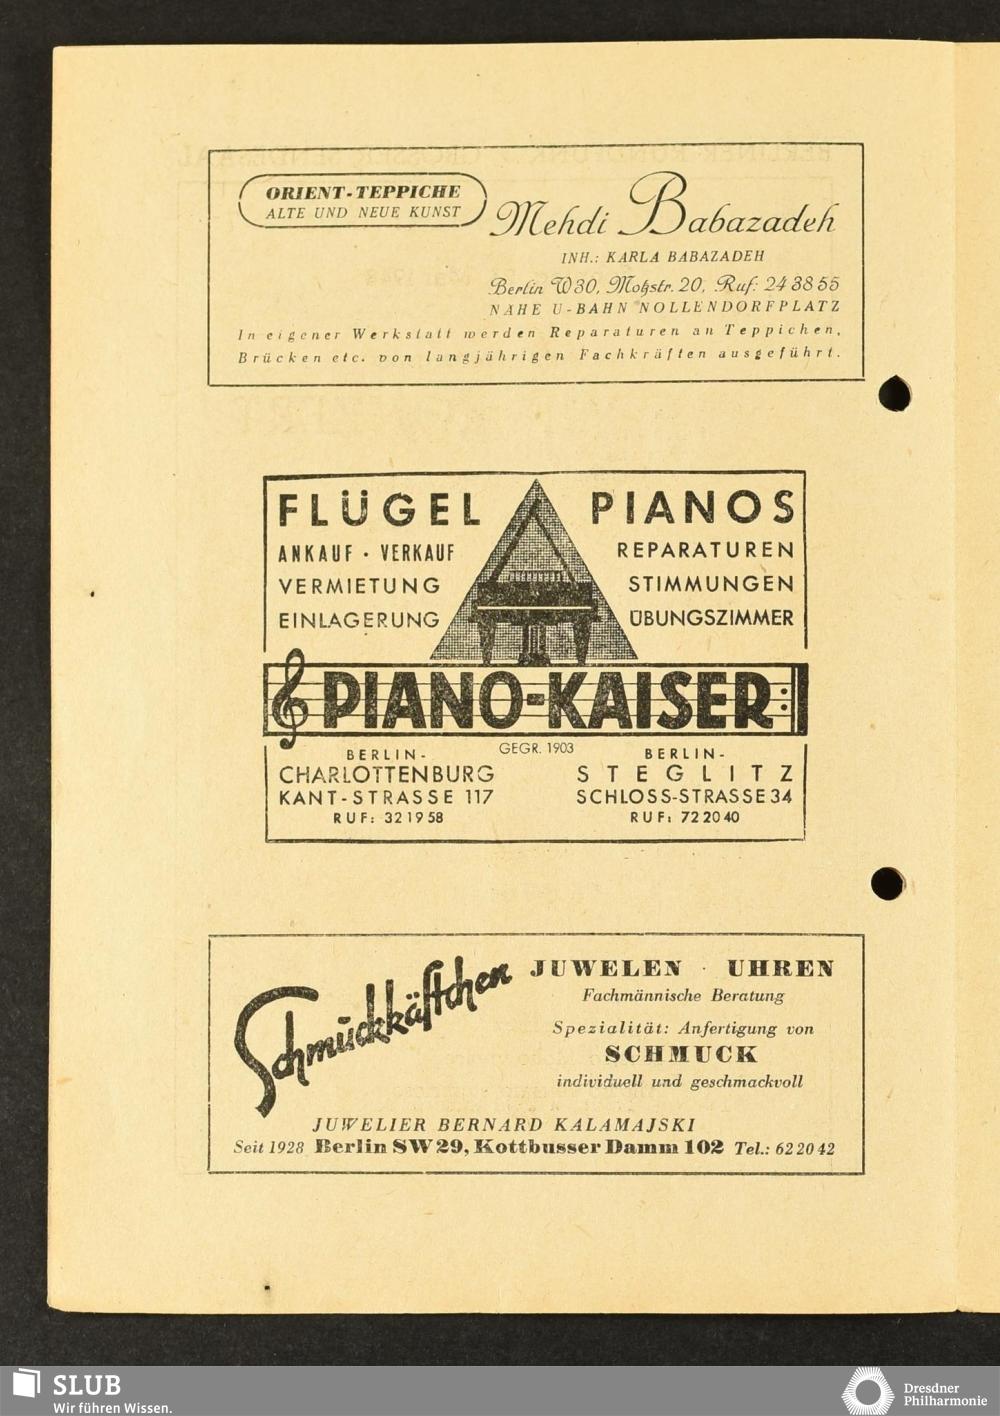 ORIENT-TEPPICHE
ALTE UND NEUE KUNST
Mehdi Babazadeh
INH.: KARLA BABAZADEH
Berlin W30, Motzstr. 20, Ruf: 24 38 55
NAHE U-BAHN NOLLENDORFPLATZ
In eigener Werkstatt werden Reparaturen an Teppichen,
Brücken etc. von langjährigen Fachkräften ausgeführt.
FLÜGEL PIANOS
ANKAUF · VERKAUF REPARATUREN
VERMIETUNG STIMMUNGEN
EINLAGERUNG ÜBUNGSZIMMER
PIANO-KAISER
GEGR. 1903
BERLIN-
CHARLOTTENBURG
KANT-STRASSE 117
RUF: 32 19 58
BERLIN-
STEGLITZ
SCHLOSS-STRASSE 34
RUF: 72 20 40
Schmuckkäftchen
JUWELEN · UHREN
Fachmännische Beratung
Spezialität: Anfertigung von
SCHMUCK
individuell und geschmackvoll
JUWELIER BERNARD KALAMAJSKI
Seit 1928 Berlin SW 29, Kottbusser Damm 102 Tel.: 62 20 42
SLUB
Wir führen Wissen.
Dresdner
Philharmonie